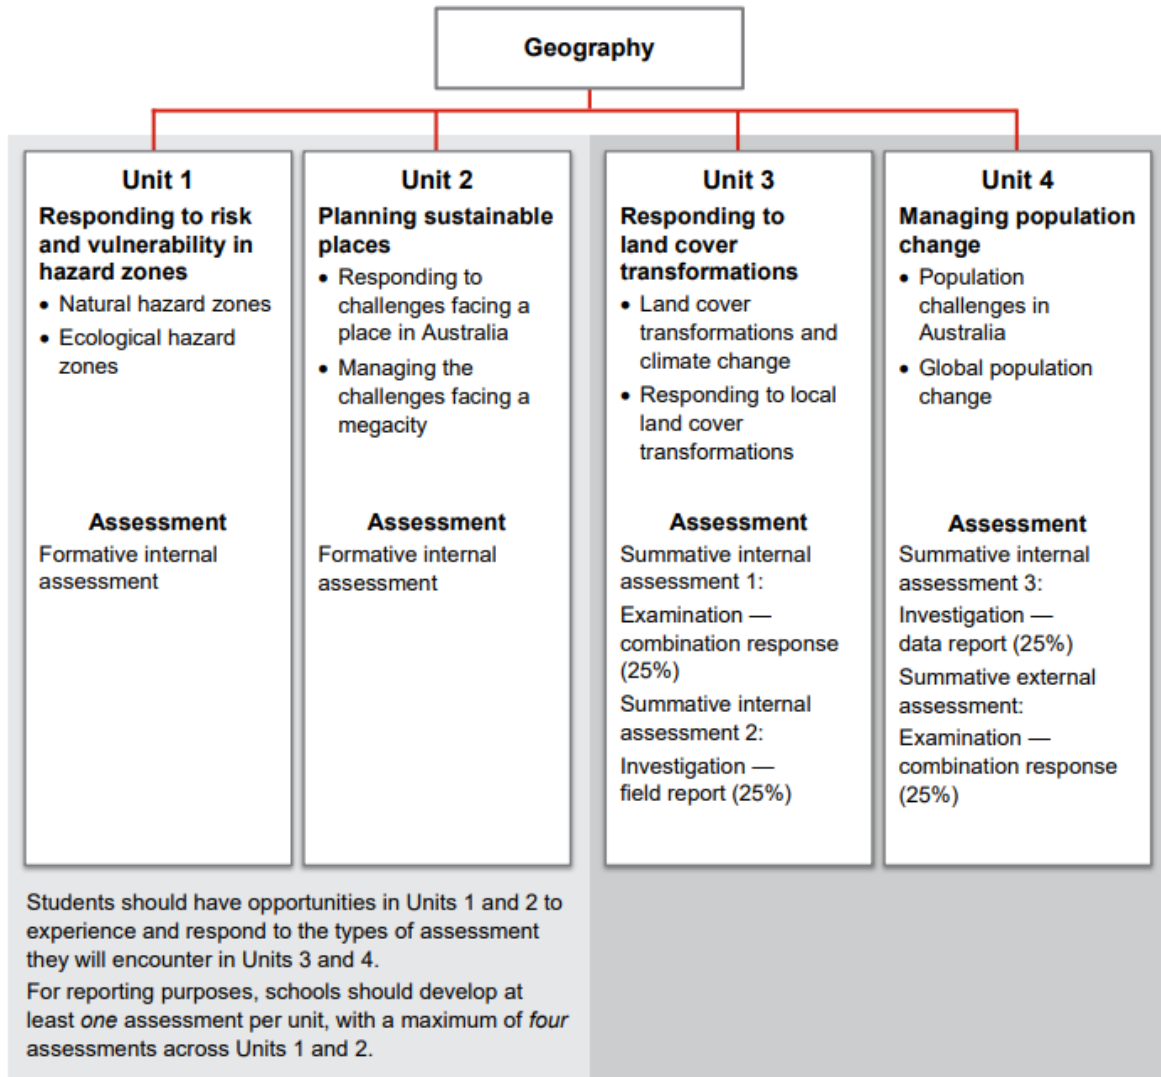 Geography
Unit 1
Responding to risk
and vulnerability in
hazard zones
• Natural hazard zones
• Ecological hazard
zones
Assessment
Formative internal
assessment
Unit 2
Planning sustainable
places
• Responding to
challenges facing a
place in Australia
• Managing the
challenges facing a
megacity
Assessment
Formative internal
assessment
Unit 3
Responding to
land cover
transformations
• Land cover
transformations and
climate change
• Responding to local
land cover
transformations
Assessment
Summative internal
assessment 1:
Examination —
combination response
(25%)
Summative internal
assessment 2:
Investigation —
field report (25%)
Unit 4
Managing population
change
• Population
challenges in
Australia
• Global population
change
Assessment
Summative internal
assessment 3:
Investigation —
data report (25%)
Summative external
assessment:
Examination —
combination response
(25%)
Students should have opportunities in Units 1 and 2 to
experience and respond to the types of assessment
they will encounter in Units 3 and 4.
For reporting purposes, schools should develop at
least one assessment per unit, with a maximum of four
assessments across Units 1 and 2.